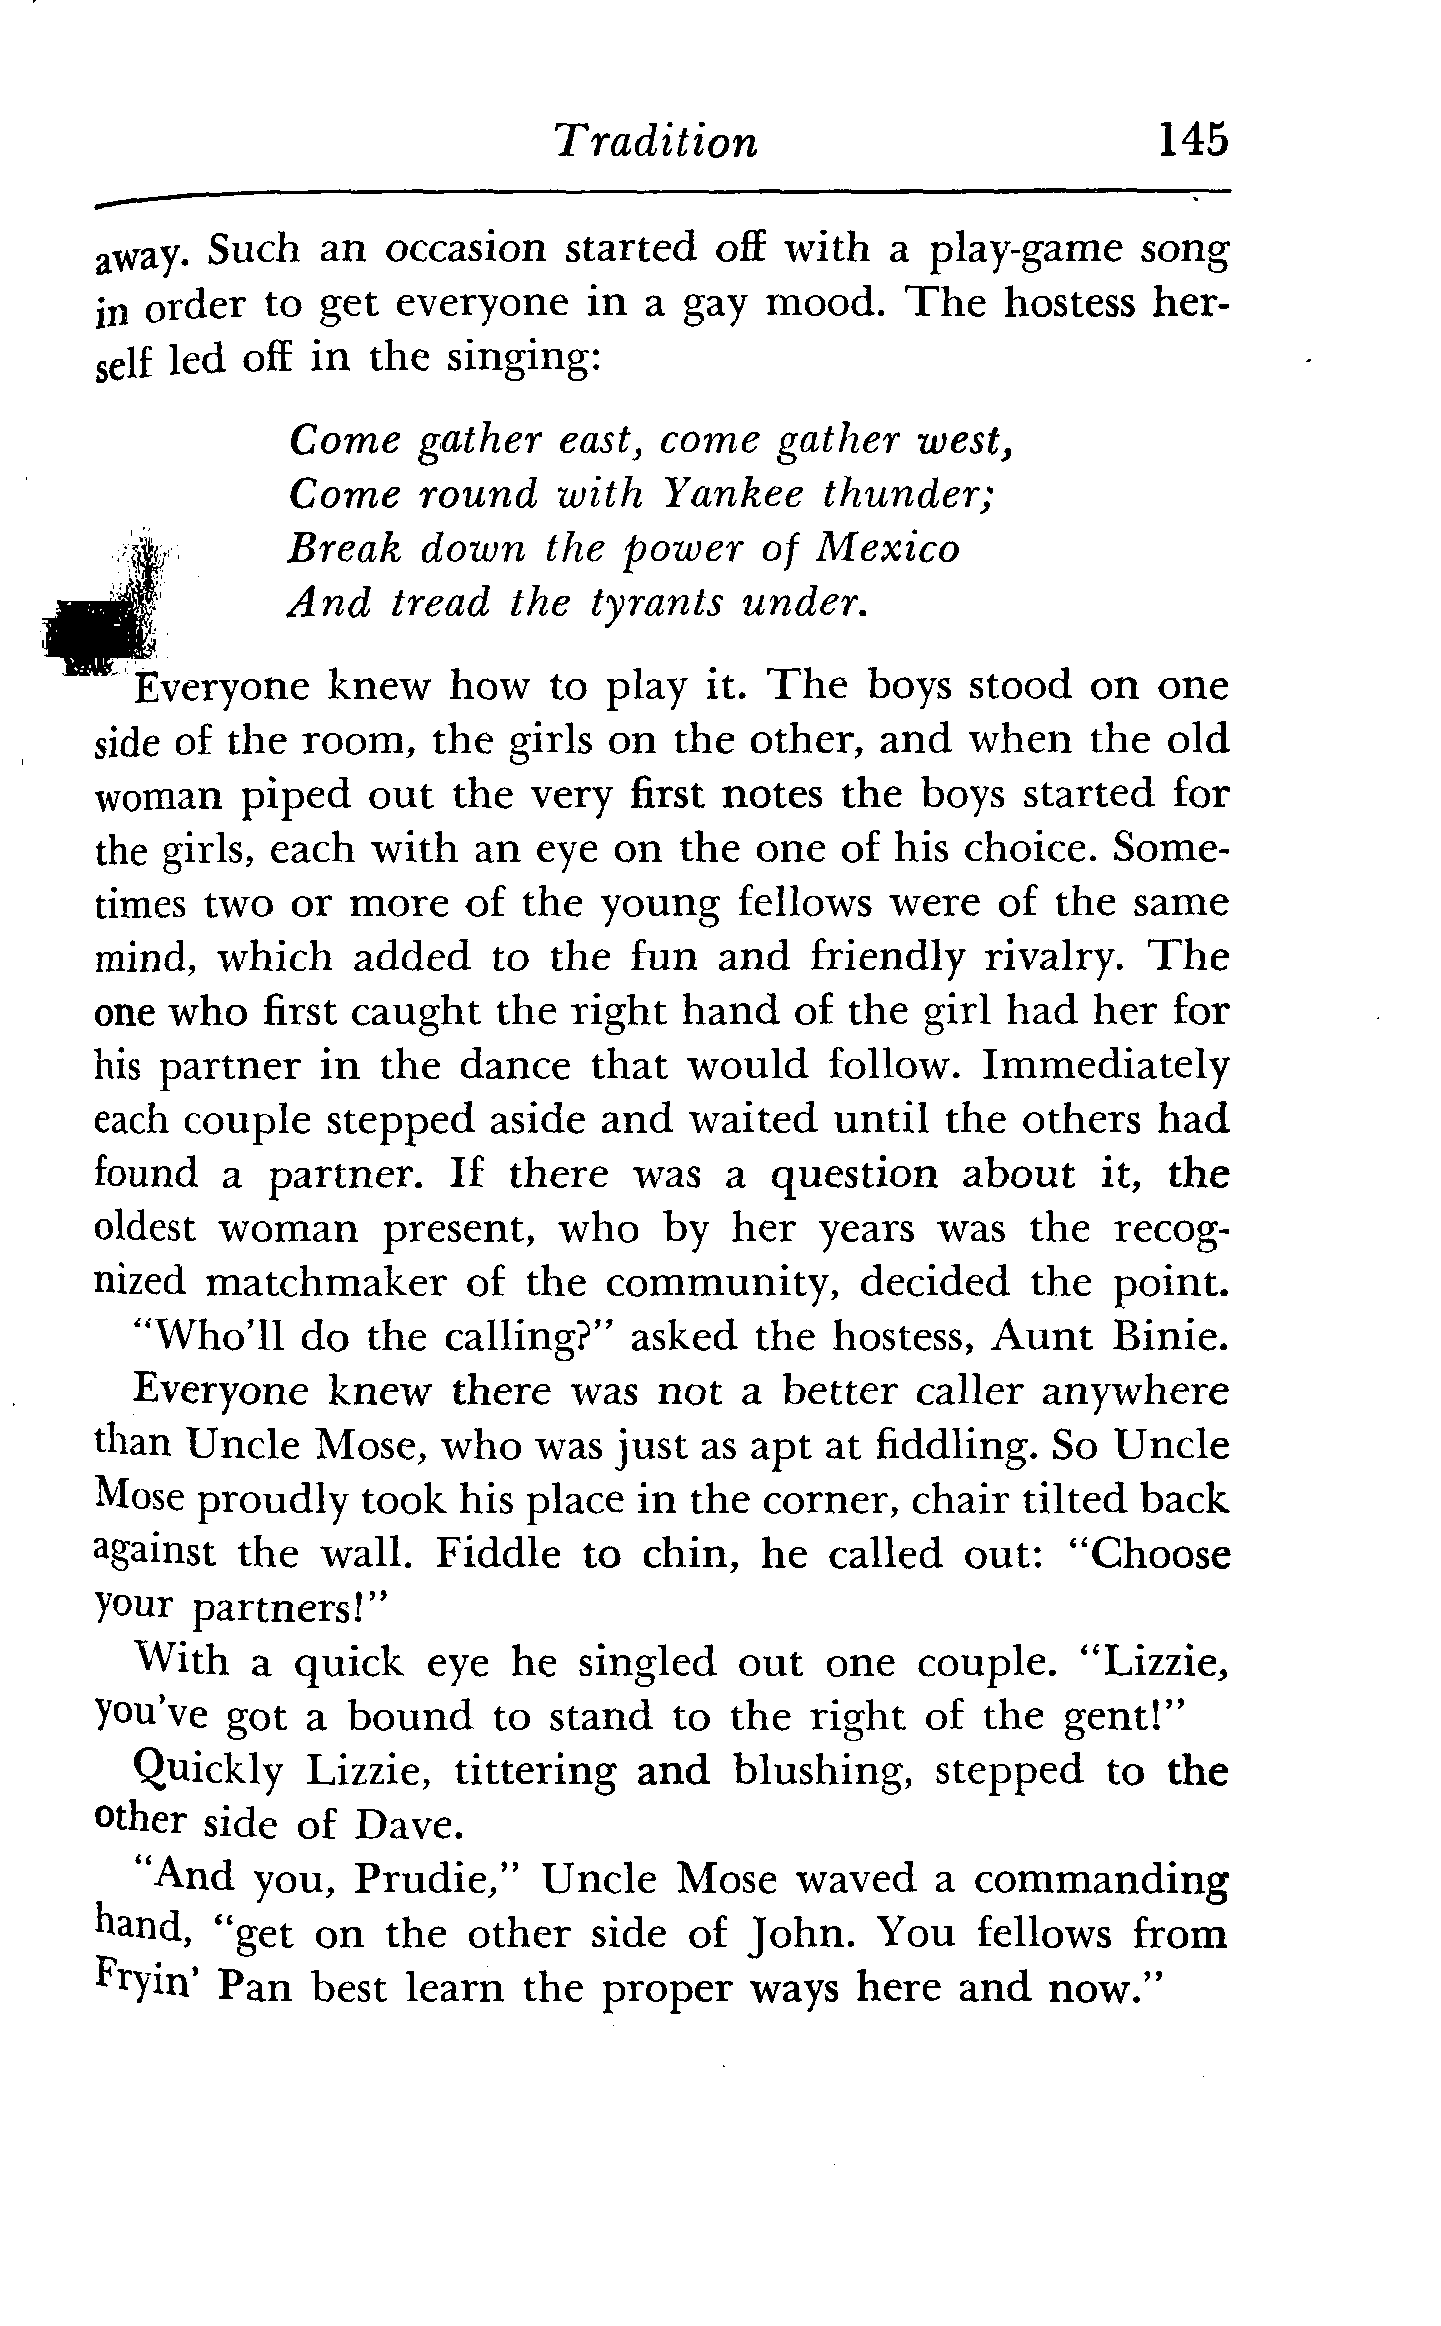 Tradition 145
away. Such an occasion started off with a play-game song
in order to get everyone in a gay mood. The hostess her-
self led off in the singing:
Come gather east, come gather west,
Come round with Yankee thunder;
Break down the power of Mexico
And tread the tyrants under.
Everyone knew how to play it. The boys stood on one
side of the room, the girls on the other, and when the old
woman piped out the very first notes the boys started for
the girls, each with an eye on the one of his choice. Some-
times two or more of the young fellows were of the same
mind, which added to the fun and friendly rivalry. The
one who first caught the right hand of the girl had her for
his partner in the dance that would follow. Immediately
each couple stepped aside and waited until the others had
found a partner. If there was a question about it, the
oldest woman present, who by her years was the recog-
nized matchmaker of the community, decided the point.
"Who'll do the calling?" asked the hostess, Aunt Binie.
Everyone knew there was not a better caller anywhere
than Uncle Mose, who was just as apt at fiddling. So Uncle
Mose proudly took his place in the corner, chair tilted back
against the wall. Fiddle to chin, he called out: "Choose
your partners!"
With a quick eye he singled out one couple. "Lizzie,
you've got a bound to stand to the right of the gent!"
Quickly Lizzie, tittering and blushing, stepped to the
other side of Dave.
"And you, Prudie," Uncle Mose waved a commanding
hand, "get on the other side of John. You fellows from
Fryin' Pan best learn the proper ways here and now."